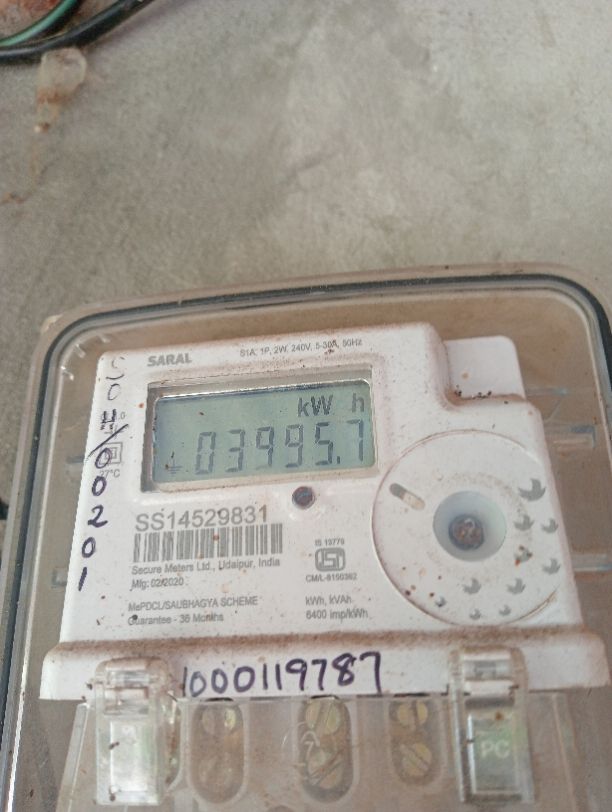 SARAL
S1A, 1P, 2W, 240V, 5-30A, 50Hz
kW h
03995.7
27°C
SS14529831
Secure Meters Ltd., Udaipur, India
Mfg: 02/2020
IS 13779
CM/L-8150362
MePDCL/SAUBHAGYA SCHEME
Guarantee - 36 Months
kWh, kVAh
6400 imp/kWh
1000119787
PC